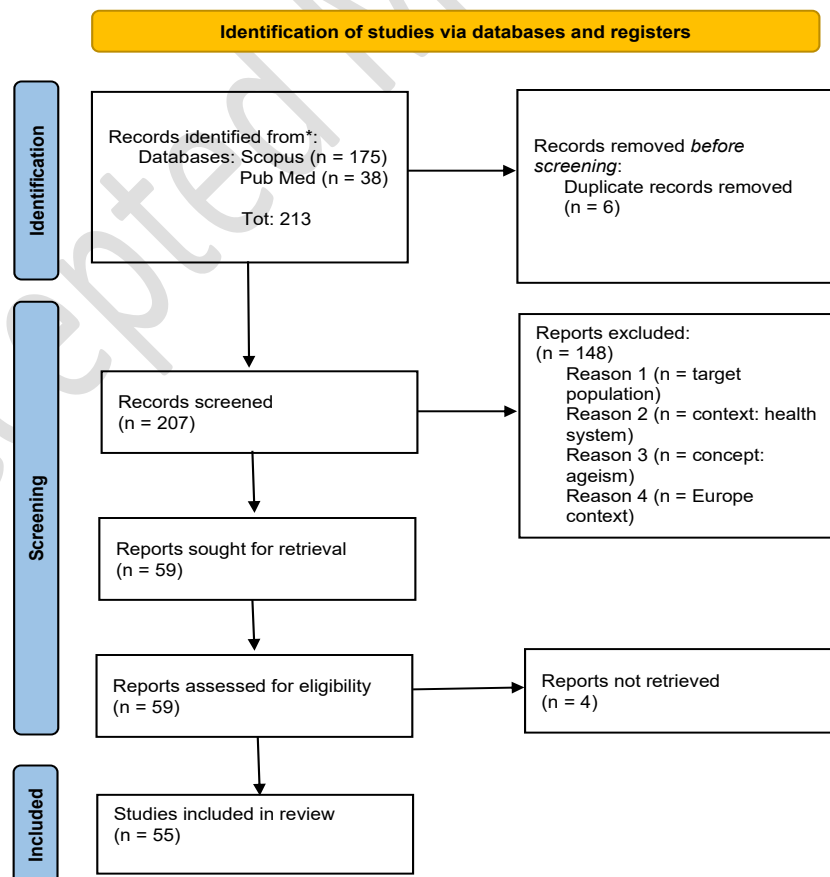 Identification of studies via databases and registers
Identification
Records identified from*:
Databases: Scopus (n = 175)
Pub Med (n = 38)
Tot: 213
Records removed before
screening:
Duplicate records removed
(n = 6)
Screening
Records screened
(n = 207)
Reports excluded:
(n = 148)
Reason 1 (n = target
population)
Reason 2 (n = context: health
system)
Reason 3 (n = concept:
ageism)
Reason 4 (n = Europe
context)
Reports sought for retrieval
(n = 59)
Reports assessed for eligibility
(n = 59)
Reports not retrieved
(n = 4)
Included
Studies included in review
(n = 55)